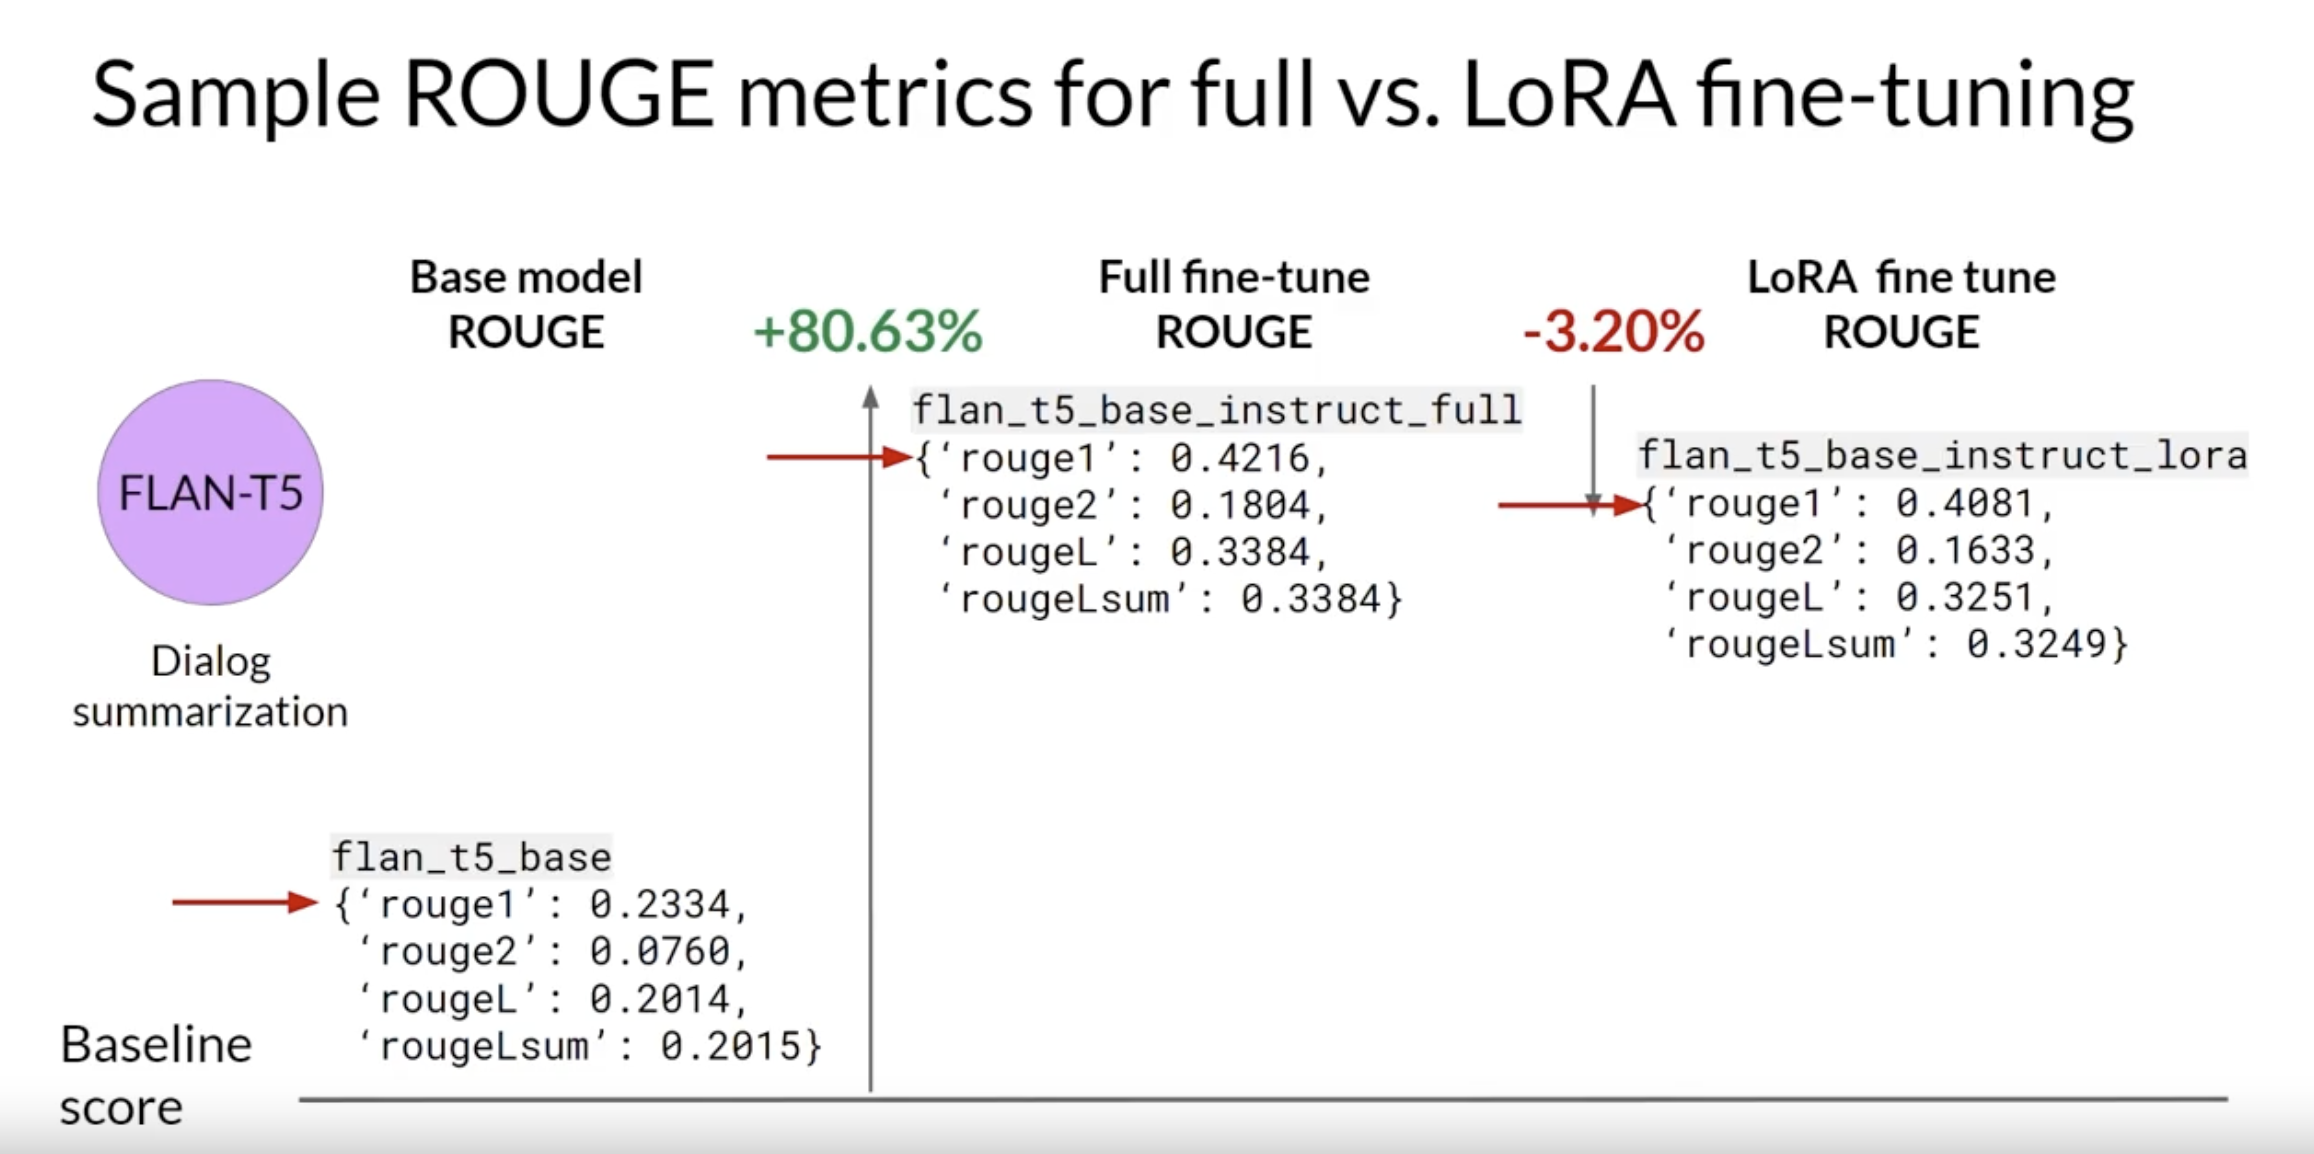 Sample ROUGE metrics for full vs. LoRA fine-tuning
Base model
ROUGE
+80.63%
Full fine-tune
ROUGE
-3.20%
LoRA fine tune
ROUGE
FLAN-T5
Dialog
summarization
flan_t5_base_instruct_full
{‘rouge1’: 0.4216,
‘rouge2’: 0.1804,
‘rougeL’: 0.3384,
‘rougeLsum’: 0.3384}
flan_t5_base_instruct_lora
{‘rouge1’: 0.4081,
‘rouge2’: 0.1633,
‘rougeL’: 0.3251,
‘rougeLsum’: 0.3249}
flan_t5_base
{‘rouge1’: 0.2334,
‘rouge2’: 0.0760,
‘rougeL’: 0.2014,
‘rougeLsum’: 0.2015}
Baseline
score